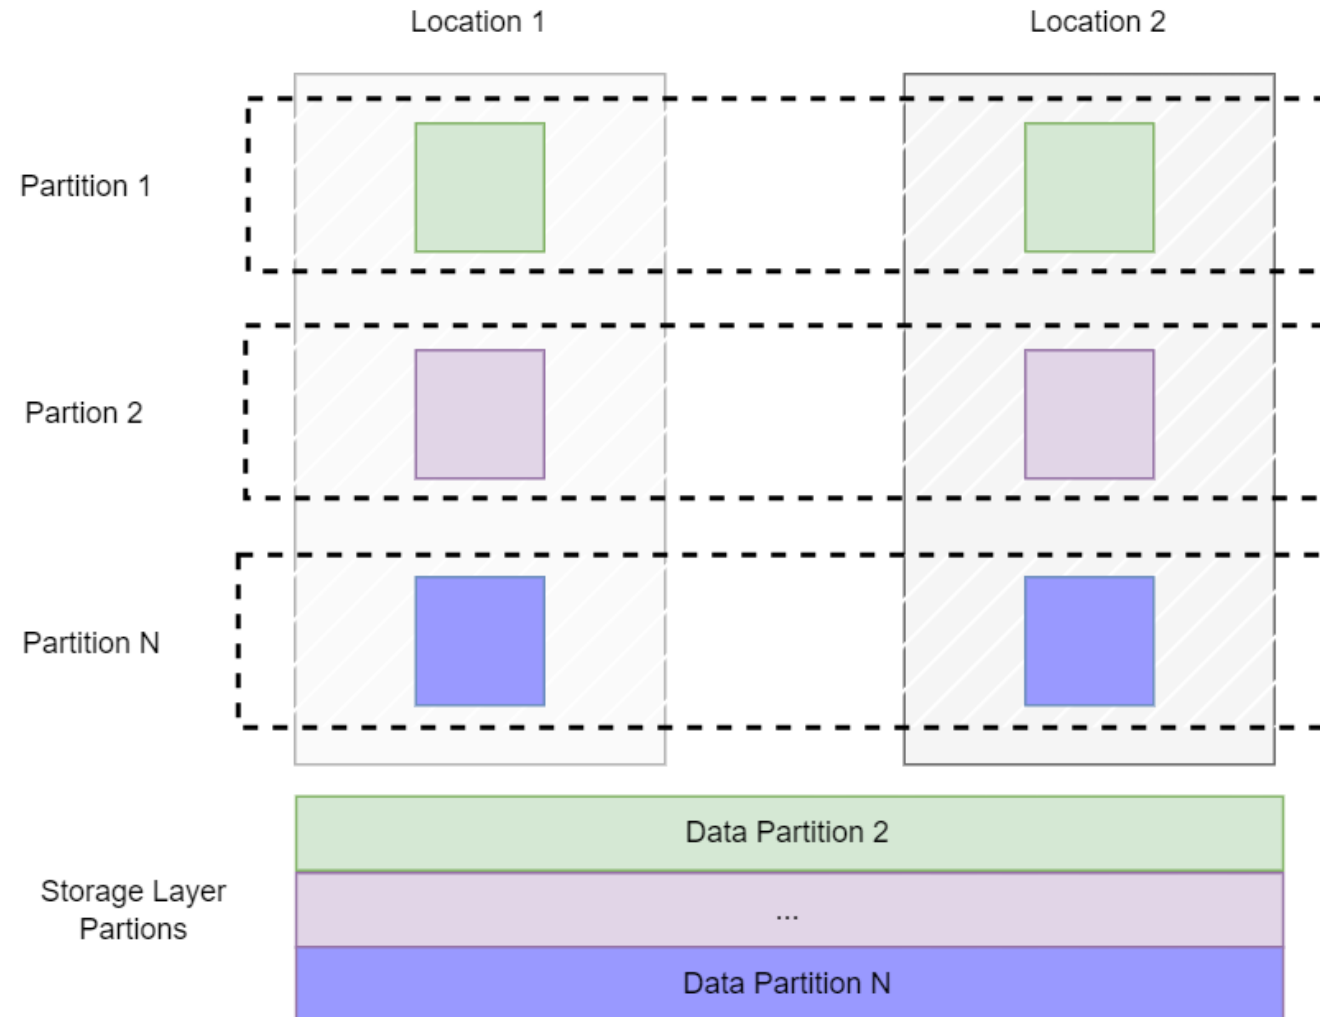 Location 1
Location 2
Partition 1
Partion 2
Partition N
Data Partition 2
Storage Layer
Partions
...
Data Partition N